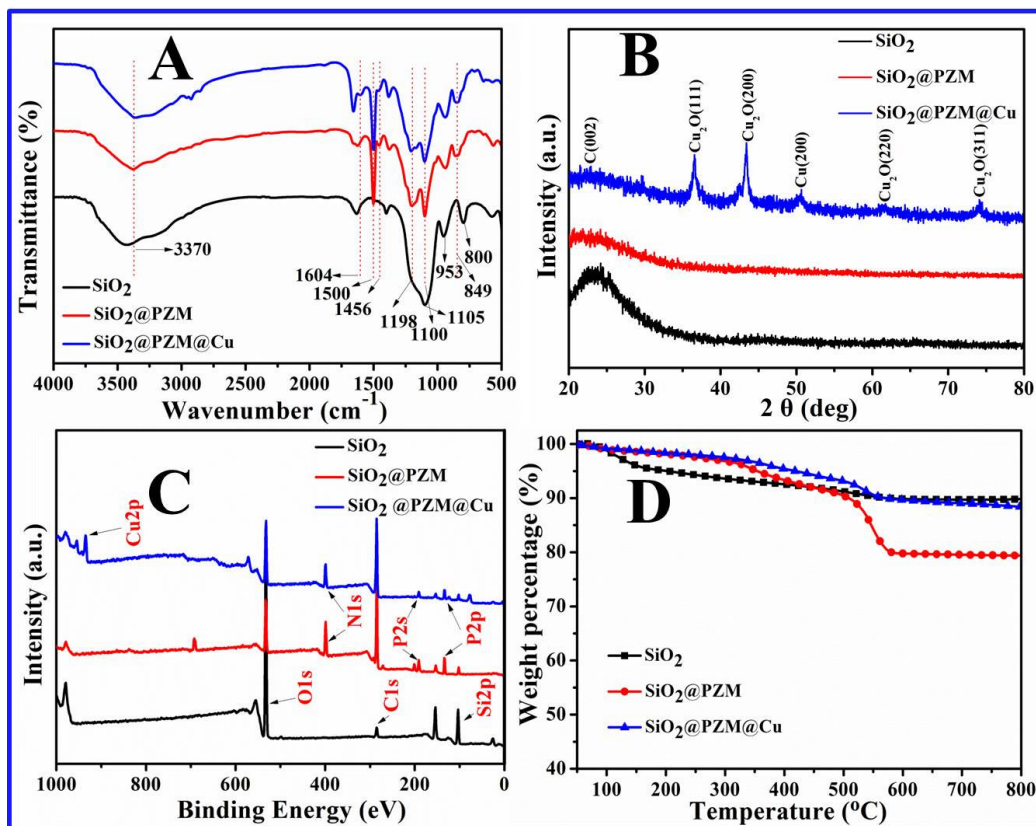 A
Transmittance (%)
3370
1604
1500
1456
1198
1100
1105
953
849
800
SiO2
SiO2@PZM
SiO2@PZM@Cu
4000 3500 3000 2500 2000 1500 1000 500
Wavenumber (cm-1)
B
Intensity (a.u.)
SiO2
SiO2@PZM
SiO2@PZM@Cu
C(002)
Cu2O(111)
Cu2O(200)
Cu(200)
Cu2O(220)
Cu2O(311)
20 30 40 50 60 70 80
2 θ (deg)
C
Intensity (a.u.)
SiO2
SiO2@PZM
SiO2 @PZM@Cu
Cu2p
O1s
N1s
C1s
P2s
P2p
Si2p
1000 800 600 400 200 0
Binding Energy (eV)
D
Weight percentage (%)
100
90
80
70
60
50
40
SiO2
SiO2@PZM
SiO2@PZM@Cu
100 200 300 400 500 600 700 800
Temperature (oC)